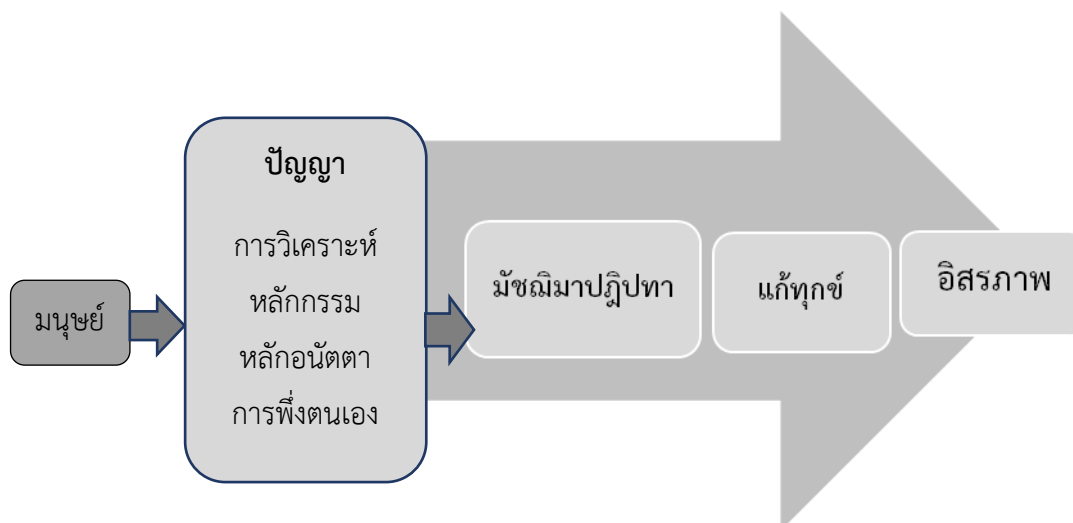 มนุษย์
ปัญญา
การวิเคราะห์
หลักกรรม
หลักอนัตตา
การพึ่งตนเอง
มัชฌิมาปฎิปทา
แก้ทุกข์
อิสรภาพ